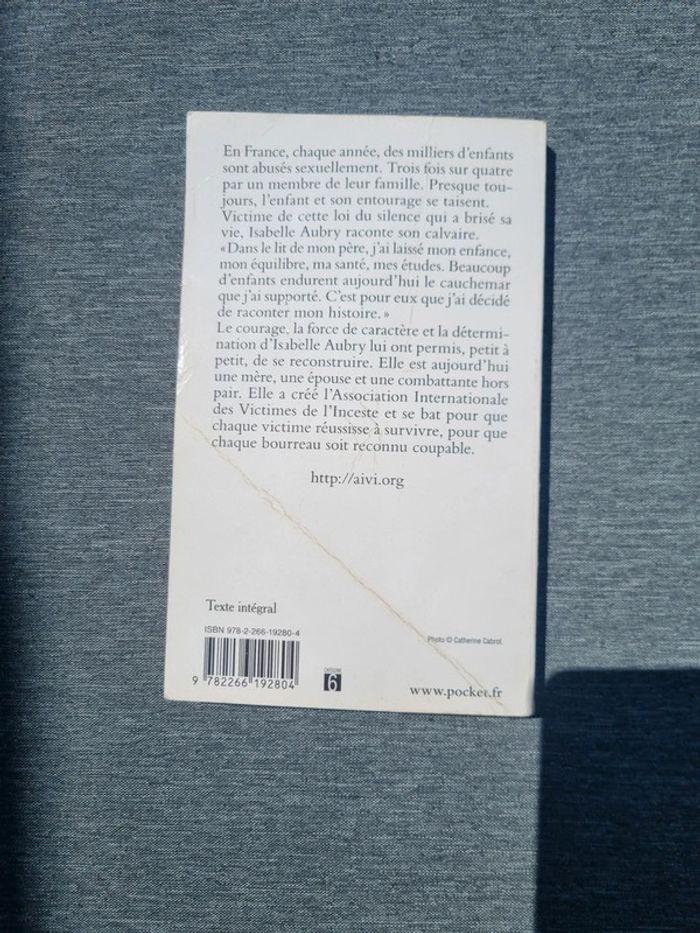 En France, chaque année, des milliers d'enfants
sont abusés sexuellement. Trois fois sur quatre
par un membre de leur famille. Presque tou-
jours, l'enfant et son entourage se taisent.
Victime de cette loi du silence qui a brisé sa
vie, Isabelle Aubry raconte son calvaire.
«Dans le lit de mon père, j'ai laissé mon enfance,
mon équilibre, ma santé, mes études. Beaucoup
d'enfants endurent aujourd'hui le cauchemar
que j'ai supporté. C'est pour eux que j'ai décidé
de raconter mon histoire.»
Le courage, la force de caractère et la détermi-
nation d'Isabelle Aubry lui ont permis, petit à
petit, de se reconstruire. Elle est aujourd'hui
une mère, une épouse et une combattante hors
pair. Elle a créé l'Association Internationale
des Victimes de l'Inceste et se bat pour que
chaque victime réussisse à survivre, pour que
chaque bourreau soit reconnu coupable.
http://aivi.org
Texte intégral
ISBN 978-2-266-19280-4
Photo © Catherine Cabrol.
9 782266 192804
CATÉGORIE
6
www.pocket.fr